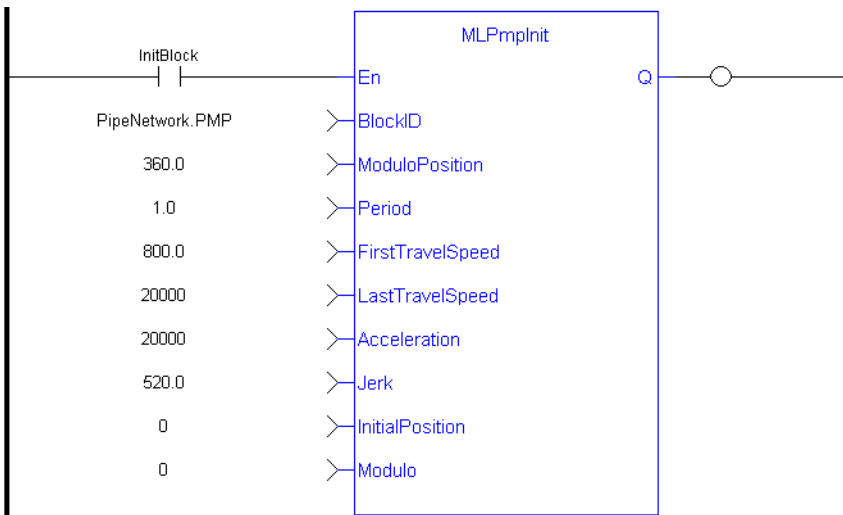 MLPmpInit
InitBlock
En Q
PipeNetwork.PMP BlockID
360.0 ModuloPosition
1.0 Period
800.0 FirstTravelSpeed
20000 LastTravelSpeed
20000 Acceleration
520.0 Jerk
0 InitialPosition
0 Modulo